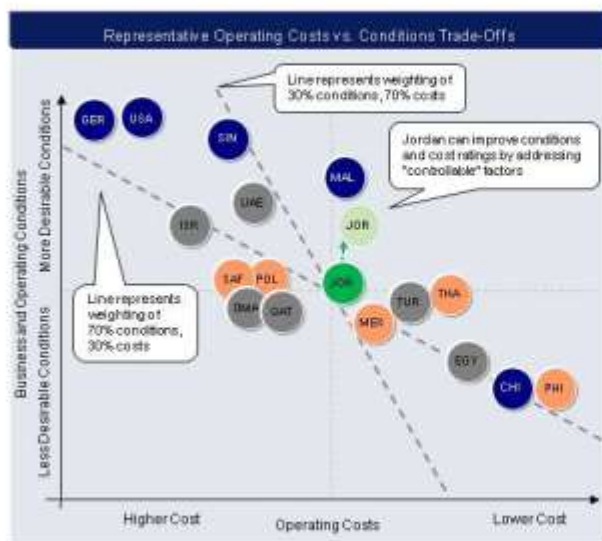 Representative Operating Costs vs. Conditions Trade-Offs
Line represents weighting of
30% conditions, 70% costs
Jordan can improve conditions
and cost ratings by addressing
"controllable" factors
Business and Operating Conditions
More Desirable Conditions
Less Desirable Conditions
GER
USA
SIN
MAL
UAE
JOR
ISR
SAF
POL
JOR
OMA
QAT
MEX
TUR
THA
EGY
CHI
PHI
Line represents
weighting of
70% conditions,
30% costs
Higher Cost
Operating Costs
Lower Cost